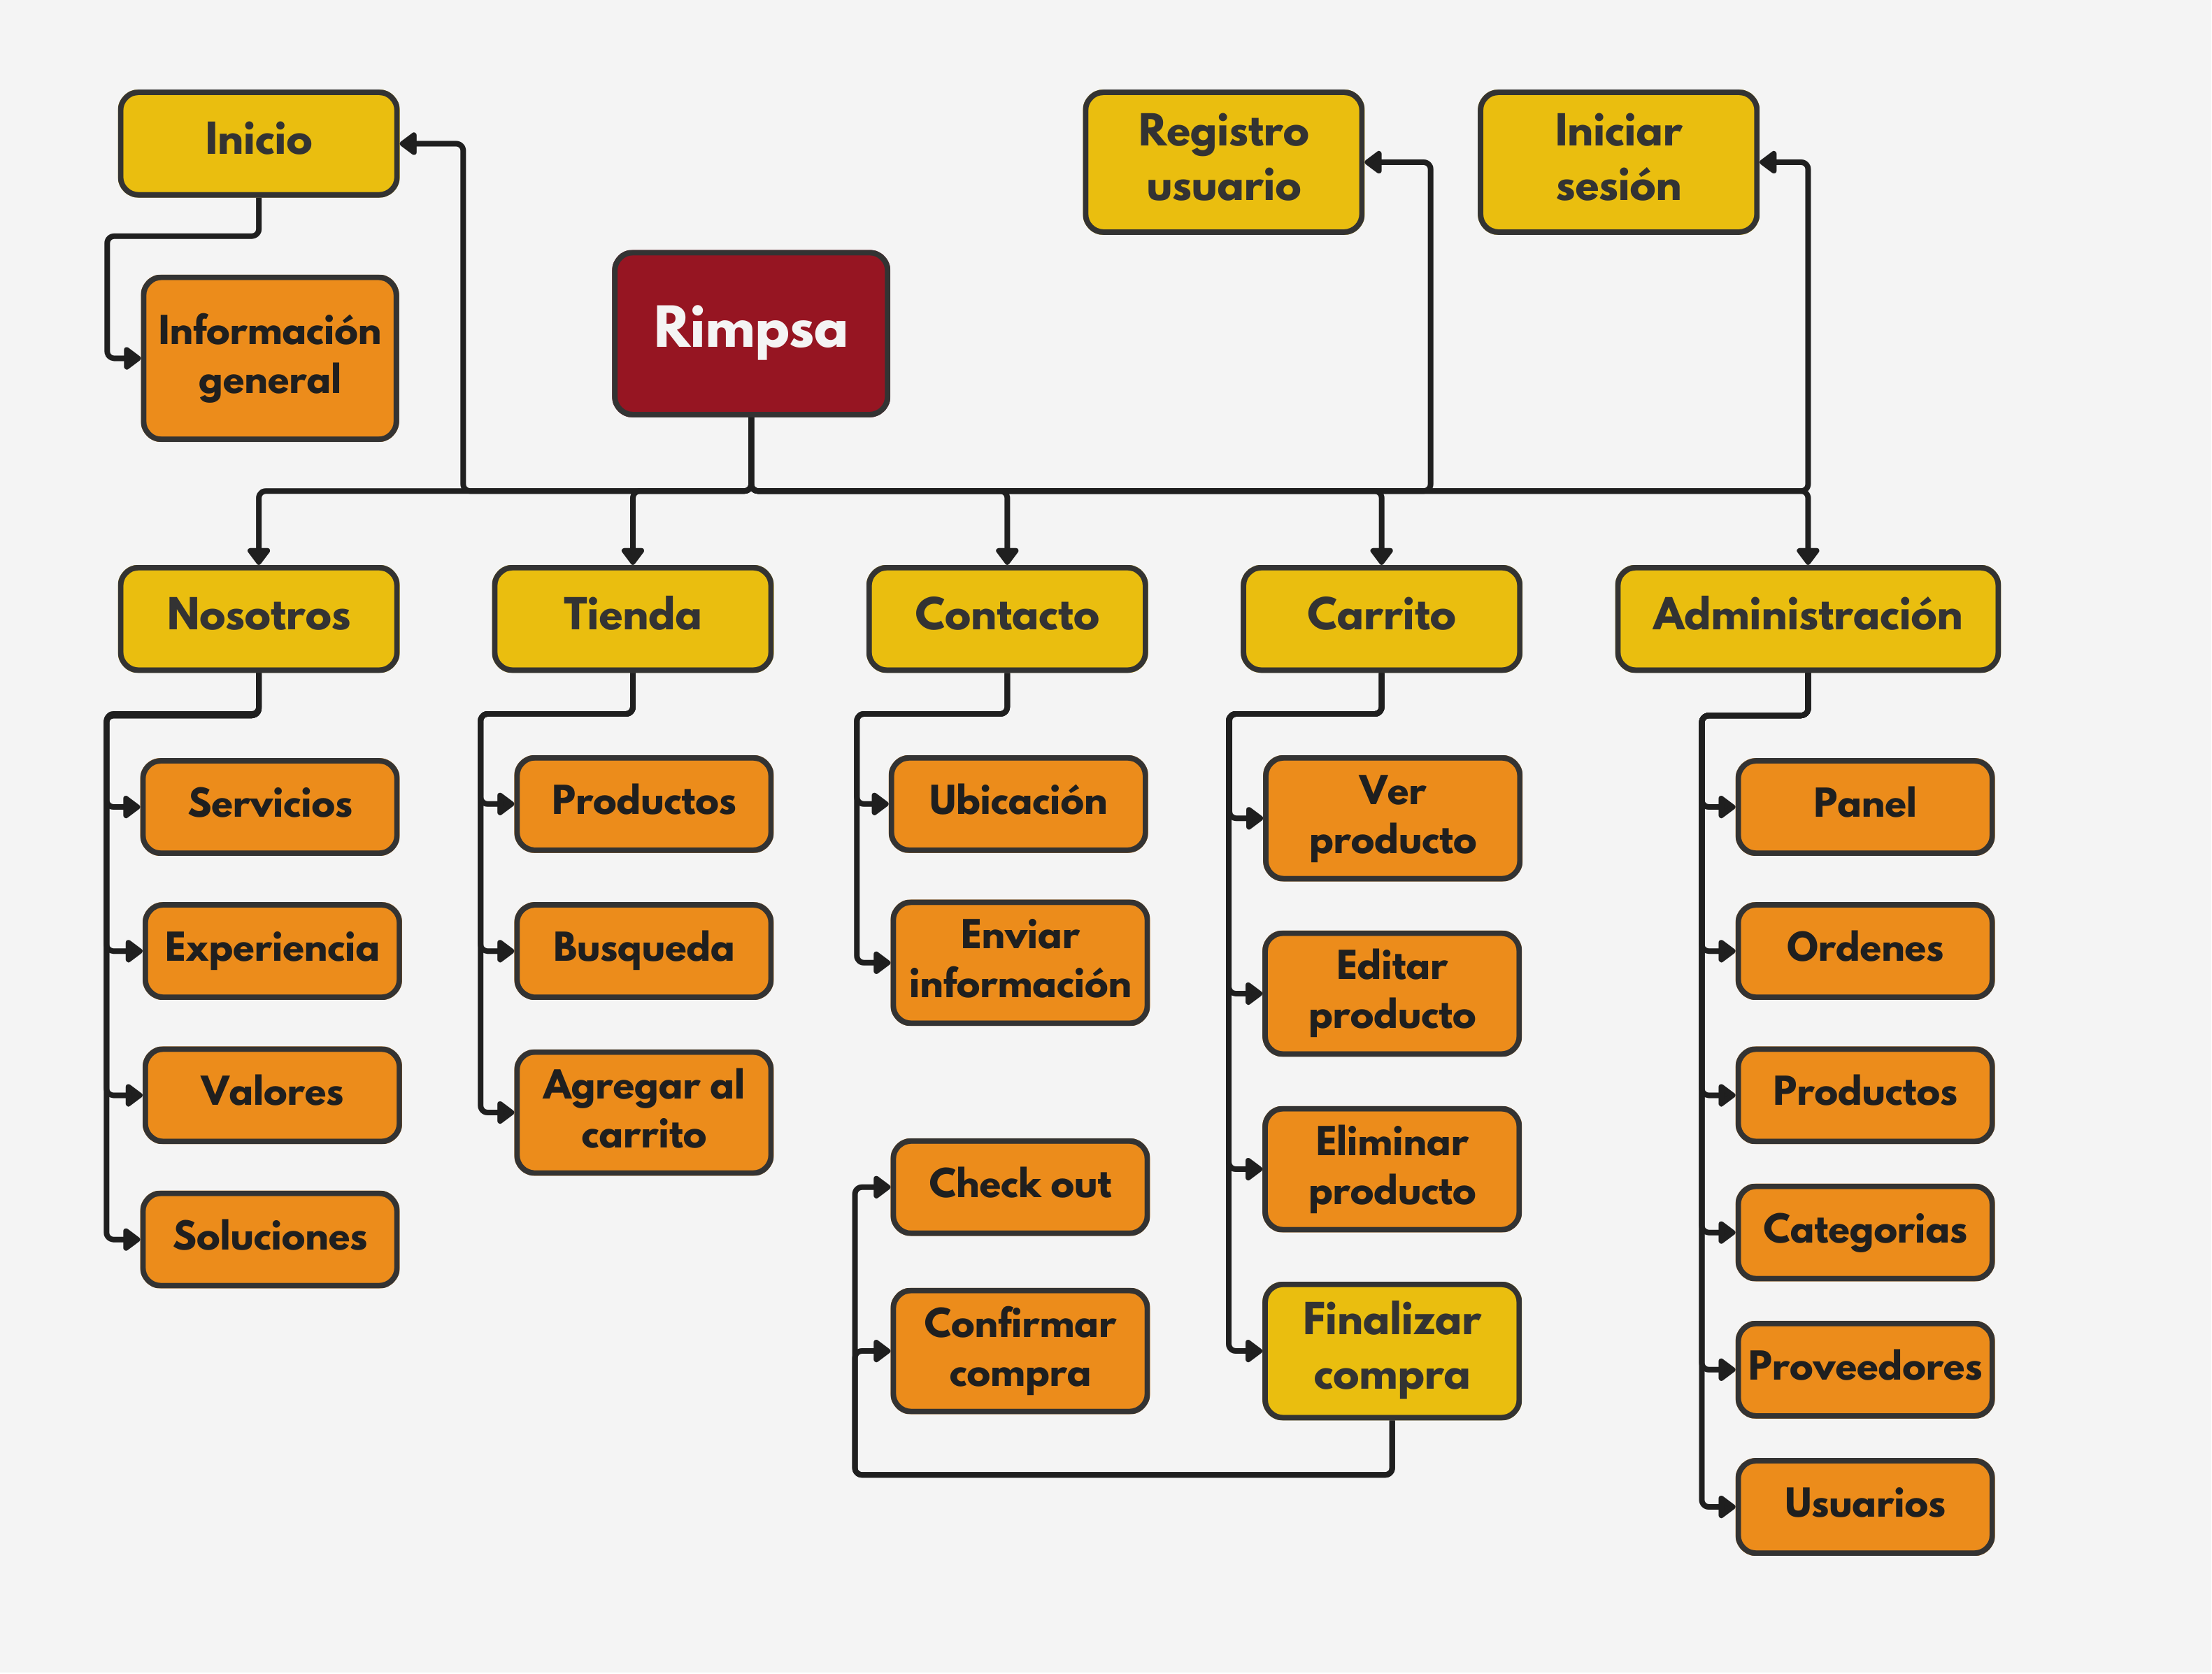 Inicio
Información
general
Rimpsa
Registro
usuario
Iniciar
sesión
Nosotros
Servicios
Experiencia
Valores
Soluciones
Tienda
Productos
Busqueda
Agregar al
carrito
Contacto
Ubicación
Enviar
información
Carrito
Ver
producto
Editar
producto
Eliminar
producto
Finalizar
compra
Check out
Confirmar
compra
Administración
Panel
Ordenes
Productos
Categorias
Proveedores
Usuarios